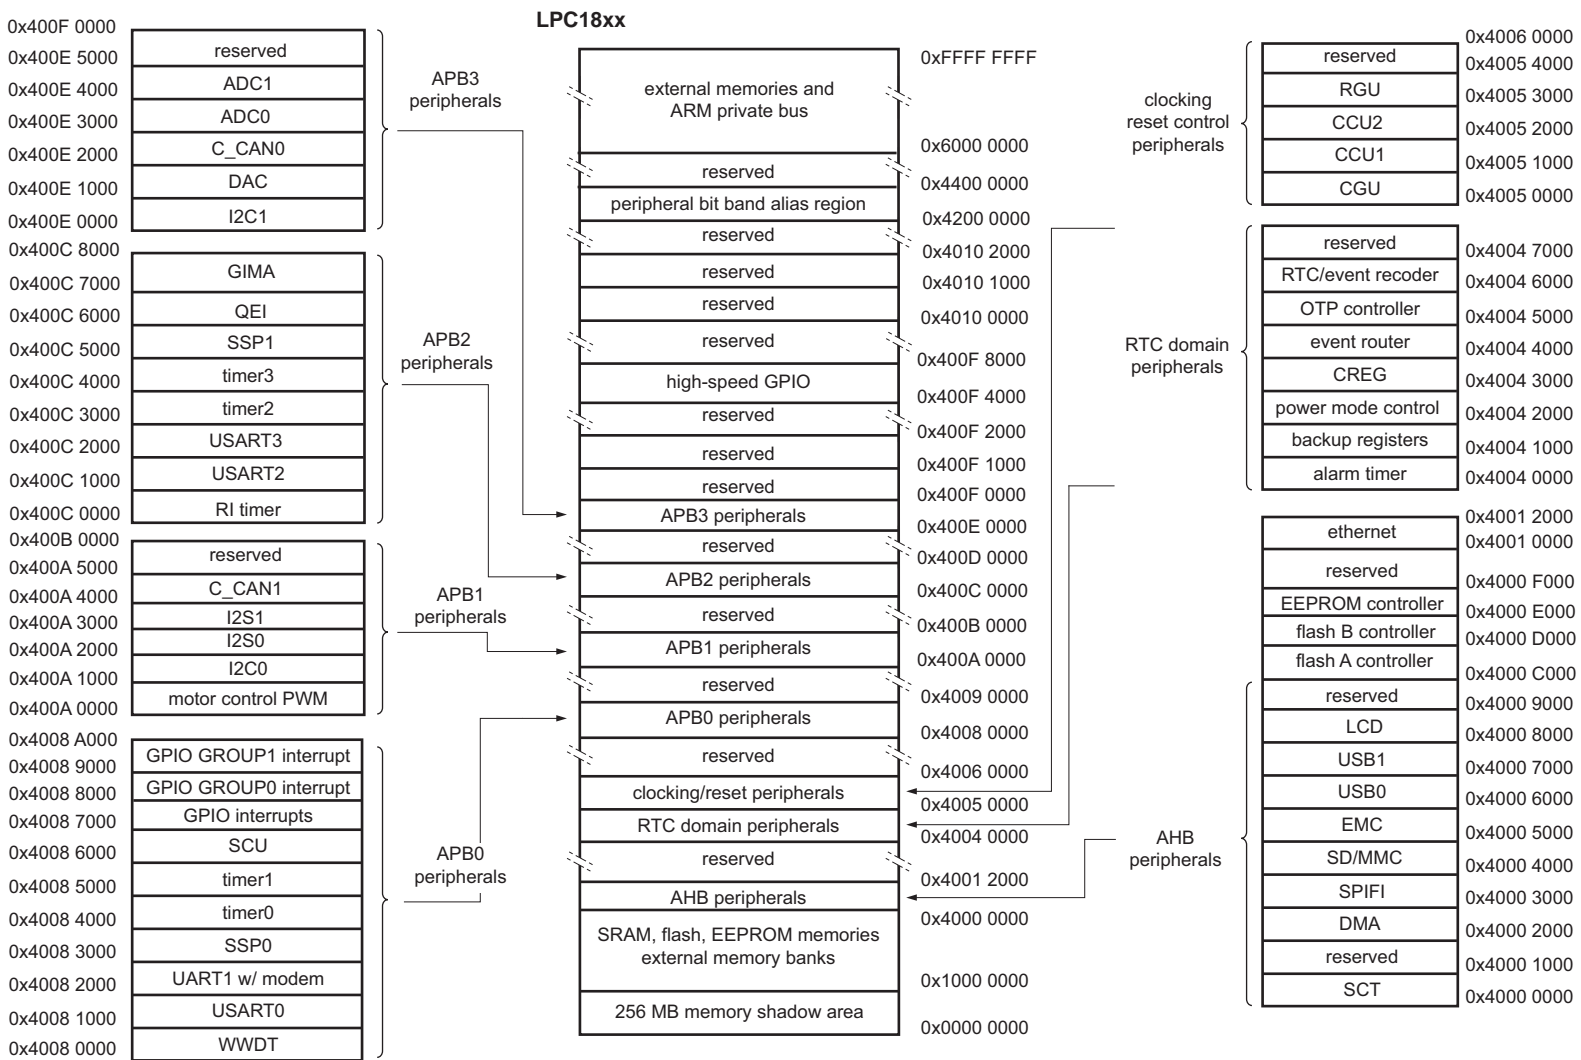 LPC18xx
0x400F 0000
reserved
0x400E 5000
ADC1
0x400E 4000
ADC0
0x400E 3000
C_CAN0
0x400E 2000
DAC
0x400E 1000
I2C1
0x400E 0000
APB3
peripherals
0x400C 8000
GIMA
0x400C 7000
QEI
0x400C 6000
SSP1
0x400C 5000
timer3
0x400C 4000
timer2
0x400C 3000
USART3
0x400C 2000
USART2
0x400C 1000
RI timer
0x400C 0000
APB2
peripherals
0x400B 0000
reserved
0x400A 5000
C_CAN1
0x400A 4000
I2S1
0x400A 3000
I2S0
0x400A 2000
I2C0
0x400A 1000
motor control PWM
0x400A 0000
APB1
peripherals
0x4008 A000
GPIO GROUP1 interrupt
0x4008 9000
GPIO GROUP0 interrupt
0x4008 8000
GPIO interrupts
0x4008 7000
SCU
0x4008 6000
timer1
0x4008 5000
timer0
0x4008 4000
SSP0
0x4008 3000
UART1 w/ modem
0x4008 2000
USART0
0x4008 1000
WWDT
0x4008 0000
APB0
peripherals
0xFFFF FFFF
external memories and
ARM private bus
0x6000 0000
reserved
0x4400 0000
peripheral bit band alias region
0x4200 0000
reserved
0x4010 2000
reserved
0x4010 1000
reserved
0x4010 0000
reserved
0x400F 8000
high-speed GPIO
0x400F 4000
reserved
0x400F 2000
reserved
0x400F 1000
reserved
0x400F 0000
APB3 peripherals
0x400E 0000
reserved
0x400D 0000
APB2 peripherals
0x400C 0000
reserved
0x400B 0000
APB1 peripherals
0x400A 0000
reserved
0x4009 0000
APB0 peripherals
0x4008 0000
reserved
0x4006 0000
clocking/reset peripherals
0x4005 0000
RTC domain peripherals
0x4004 0000
reserved
0x4001 2000
AHB peripherals
0x4000 0000
SRAM, flash, EEPROM memories
external memory banks
0x1000 0000
256 MB memory shadow area
0x0000 0000
clocking
reset control
peripherals
0x4006 0000
reserved
0x4005 4000
RGU
0x4005 3000
CCU2
0x4005 2000
CCU1
0x4005 1000
CGU
0x4005 0000
RTC domain
peripherals
reserved
0x4004 7000
RTC/event recoder
0x4004 6000
OTP controller
0x4004 5000
event router
0x4004 4000
CREG
0x4004 3000
power mode control
0x4004 2000
backup registers
0x4004 1000
alarm timer
0x4004 0000
0x4001 2000
ethernet
0x4001 0000
reserved
0x4000 F000
EEPROM controller
0x4000 E000
flash B controller
0x4000 D000
flash A controller
0x4000 C000
AHB
peripherals
reserved
0x4000 9000
LCD
0x4000 8000
USB1
0x4000 7000
USB0
0x4000 6000
EMC
0x4000 5000
SD/MMC
0x4000 4000
SPIFI
0x4000 3000
DMA
0x4000 2000
reserved
0x4000 1000
SCT
0x4000 0000